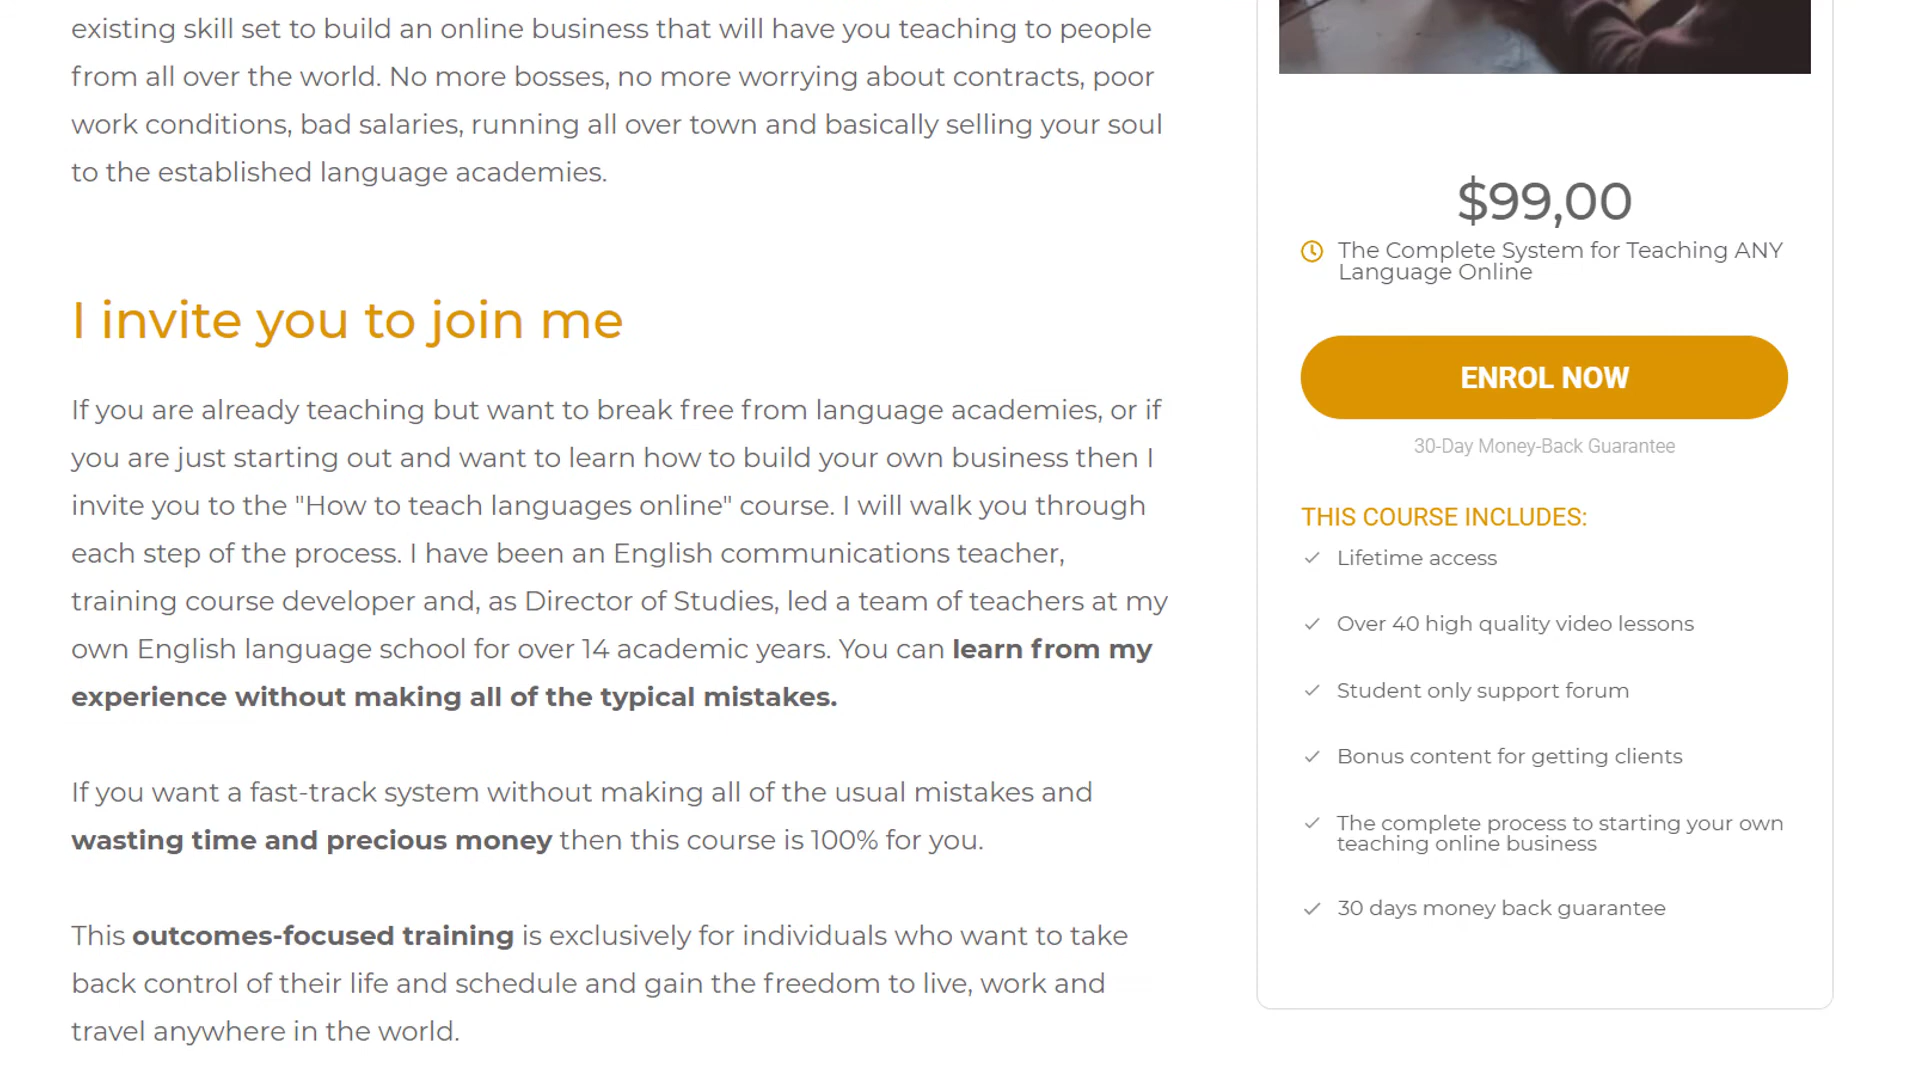 existing skill set to build an online business that will have you teaching to people
from all over the world. No more bosses, no more worrying about contracts, poor
work conditions, bad salaries, running all over town and basically selling your soul
to the established language academies.
I invite you to join me
If you are already teaching but want to break free from language academies, or if
you are just starting out and want to learn how to build your own business then I
invite you to the "How to teach languages online" course. I will walk you through
each step of the process. I have been an English communications teacher,
training course developer and, as Director of Studies, led a team of teachers at my
own English language school for over 14 academic years. You can learn from my
experience without making all of the typical mistakes.
If you want a fast-track system without making all of the usual mistakes and
wasting time and precious money then this course is 100% for you.
This outcomes-focused training is exclusively for individuals who want to take
back control of their life and schedule and gain the freedom to live, work and
travel anywhere in the world.
$99,00
The Complete System for Teaching ANY
Language Online
ENROL NOW
30-Day Money-Back Guarantee
THIS COURSE INCLUDES:
Lifetime access
Over 40 high quality video lessons
Student only support forum
Bonus content for getting clients
The complete process to starting your own
teaching online business
30 days money back guarantee